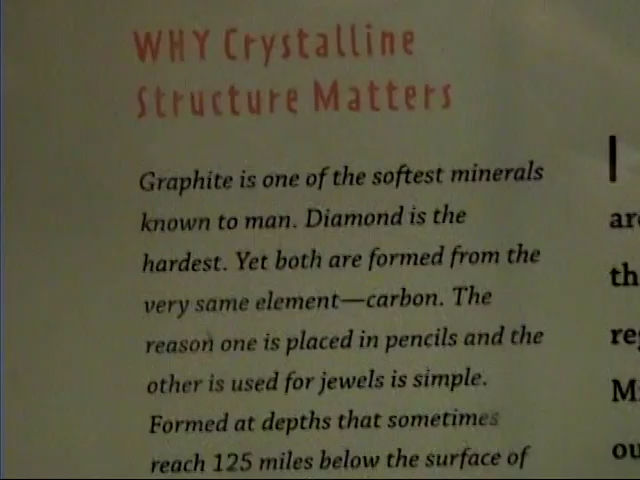 WHY Crystalline
Structure Matters
Graphite is one of the softest minerals
known to man. Diamond is the
hardest. Yet both are formed from the
very same element—carbon. The
reason one is placed in pencils and the
other is used for jewels is simple.
Formed at depths that sometimes
reach 125 miles below the surface of
I
are
th
re
M
ou